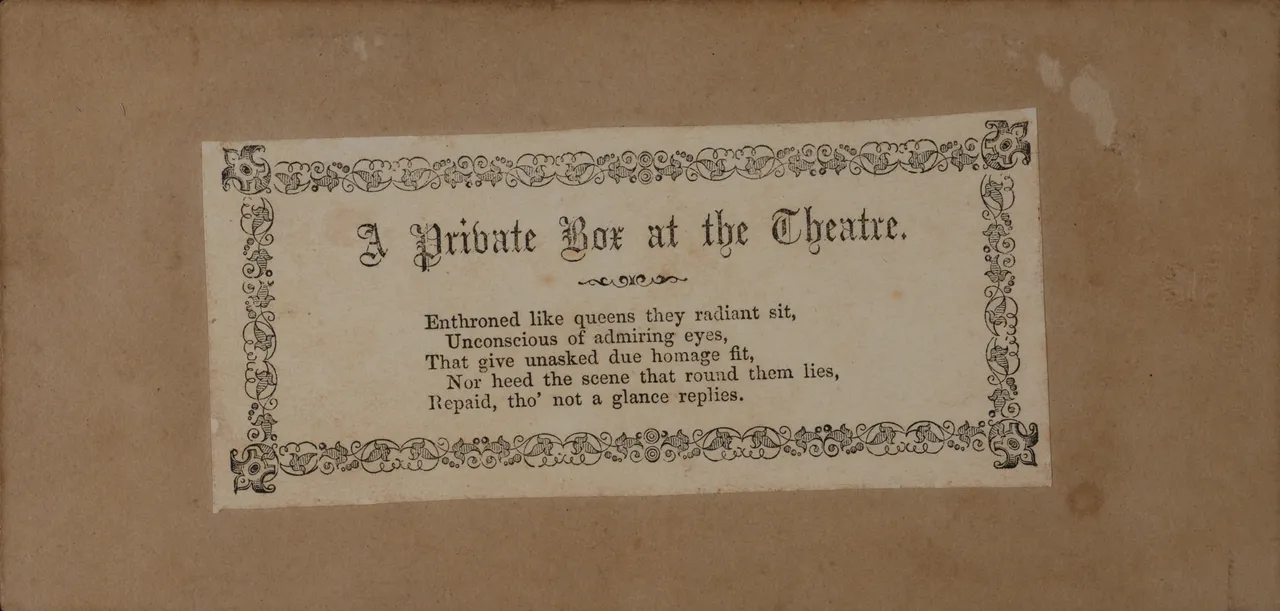 A Private Box at the Theatre.
Enthroned like queens they radiant sit,
Unconscious of admiring eyes,
That give unasked due homage fit,
Nor heed the scene that round them lies,
Repaid, tho' not a glance replies.